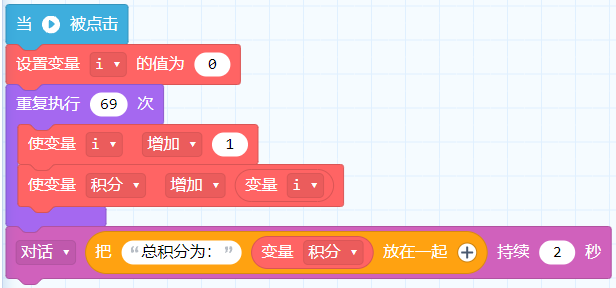 当 被点击
设置变量 i 的值为 0
重复执行 69 次
使变量 i 增加 1
使变量 积分 增加 变量 i
对话 把 “总积分为：” 变量 积分 放在一起 持续 2 秒